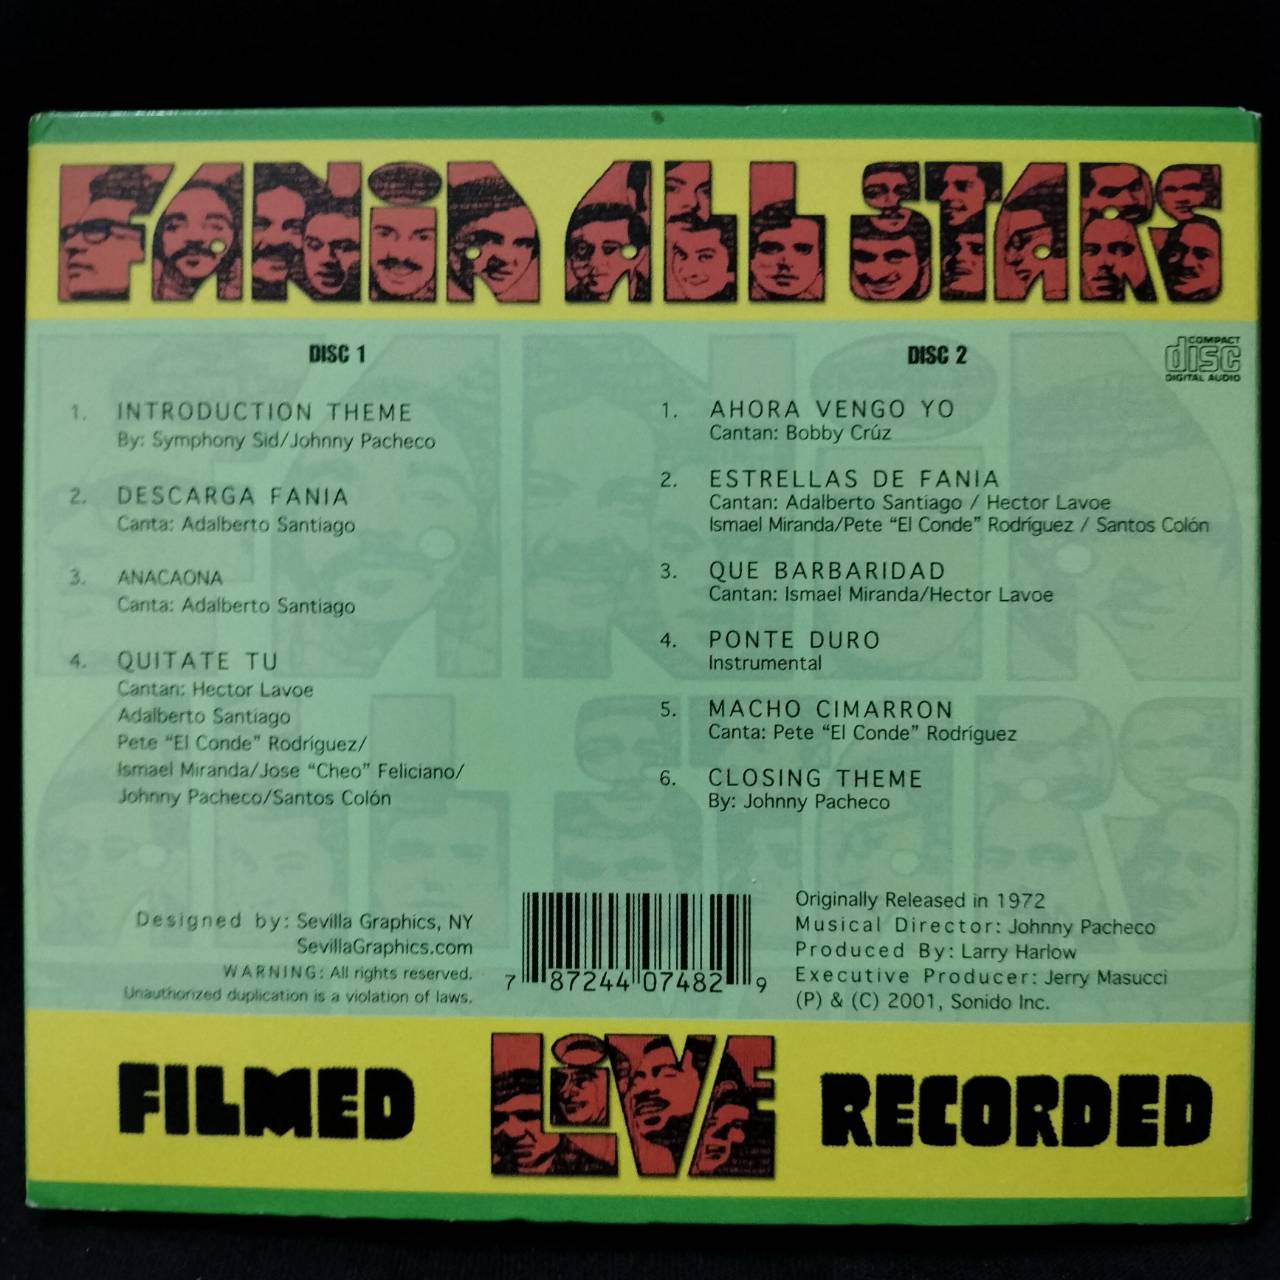 FANIA ALL STARS
DISC 1
1. INTRODUCTION THEME
By: Symphony Sid/Johnny Pacheco
2. DESCARGA FANIA
Canta: Adalberto Santiago
3. ANACAONA
Canta: Adalberto Santiago
4. QUITATE TU
Cantan: Hector Lavoe
Adalberto Santiago
Pete “El Conde” Rodríguez/
Ismael Miranda/Jose “Cheo” Feliciano/
Johnny Pacheco/Santos Colón
DISC 2
COMPACT
disc
DIGITAL AUDIO
1. AHORA VENGO YO
Cantan: Bobby Crúz
2. ESTRELLAS DE FANIA
Cantan: Adalberto Santiago / Hector Lavoe
Ismael Miranda/Pete “El Conde” Rodríguez / Santos Colón
3. QUE BARBARIDAD
Cantan: Ismael Miranda/Hector Lavoe
4. PONTE DURO
Instrumental
5. MACHO CIMARRON
Canta: Pete “El Conde” Rodríguez
6. CLOSING THEME
By: Johnny Pacheco
Designed by: Sevilla Graphics, NY
SevillaGraphics.com
WARNING: All rights reserved.
Unauthorized duplication is a violation of laws.
7 87244 07482 9
Originally Released in 1972
Musical Director: Johnny Pacheco
Produced By: Larry Harlow
Executive Producer: Jerry Masucci
(P) & (C) 2001, Sonido Inc.
FILMED LiVE RECORDED